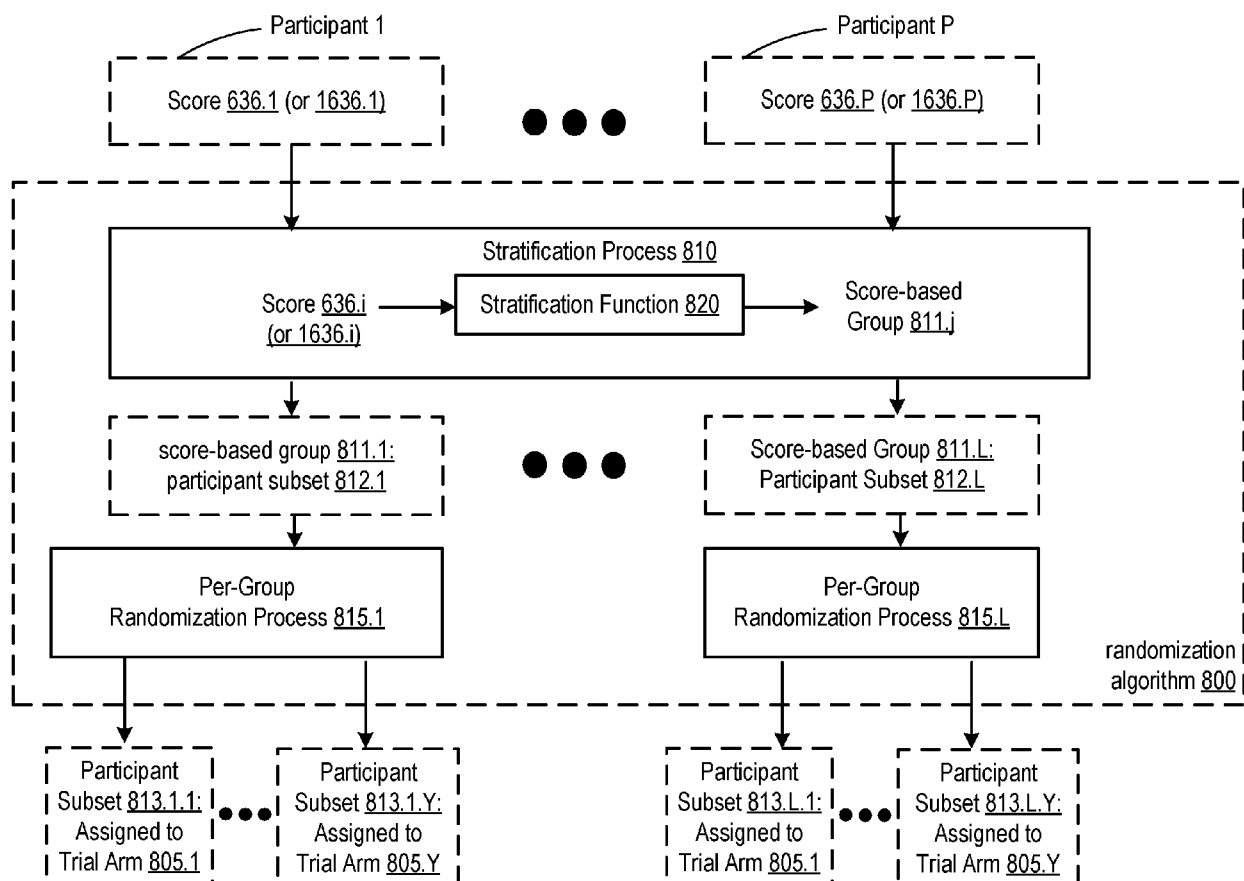 Participant 1
Participant P
Score 636.1 (or 1636.1)
Score 636.P (or 1636.P)
Stratification Process 810
Score 636.i
(or 1636.i)
Stratification Function 820
Score-based
Group 811.j
score-based group 811.1:
participant subset 812.1
Score-based Group 811.L:
Participant Subset 812.L
Per-Group
Randomization Process 815.1
Per-Group
Randomization Process 815.L
randomization
algorithm 800
Participant
Subset 813.1.1:
Assigned to
Trial Arm 805.1
Participant
Subset 813.1.Y:
Assigned to
Trial Arm 805.Y
Participant
Subset 813.L.1:
Assigned to
Trial Arm 805.1
Participant
Subset 813.L.Y:
Assigned to
Trial Arm 805.Y